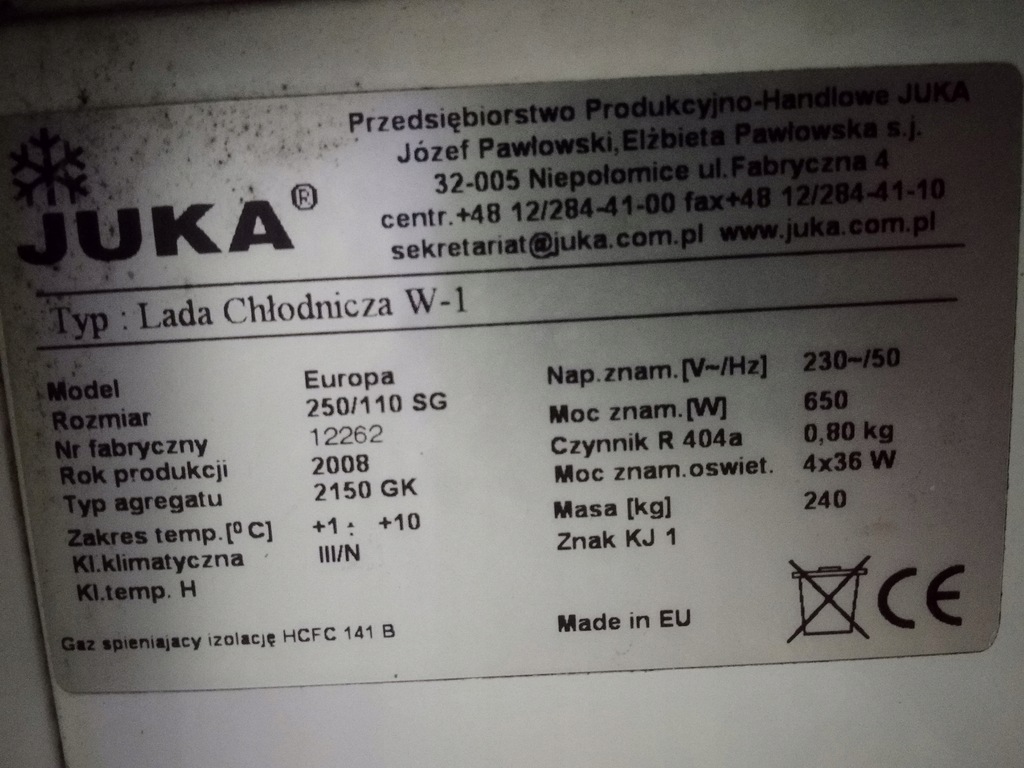 JUKA ®
Przedsiębiorstwo Produkcyjno-Handlowe JUKA
Józef Pawłowski,Elżbieta Pawłowska s.j.
32-005 Niepołomice ul.Fabryczna 4
centr.+48 12/284-41-00 fax+48 12/284-41-10
sekretariat@juka.com.pl www.juka.com.pl
Typ : Lada Chłodnicza W-1
Model Europa
Rozmiar 250/110 SG
Nr fabryczny 12262
Rok produkcji 2008
Typ agregatu 2150 GK
Zakres temp.[⁰C] +1 : +10
Kl.klimatyczna III/N
Kl.temp. H
Gaz spieniajacy izolację HCFC 141 B
Nap.znam.[V~/Hz] 230~/50
Moc znam.[W] 650
Czynnik R 404a 0,80 kg
Moc znam.oswiet. 4x36 W
Masa [kg] 240
Znak KJ 1
Made in EU
CE